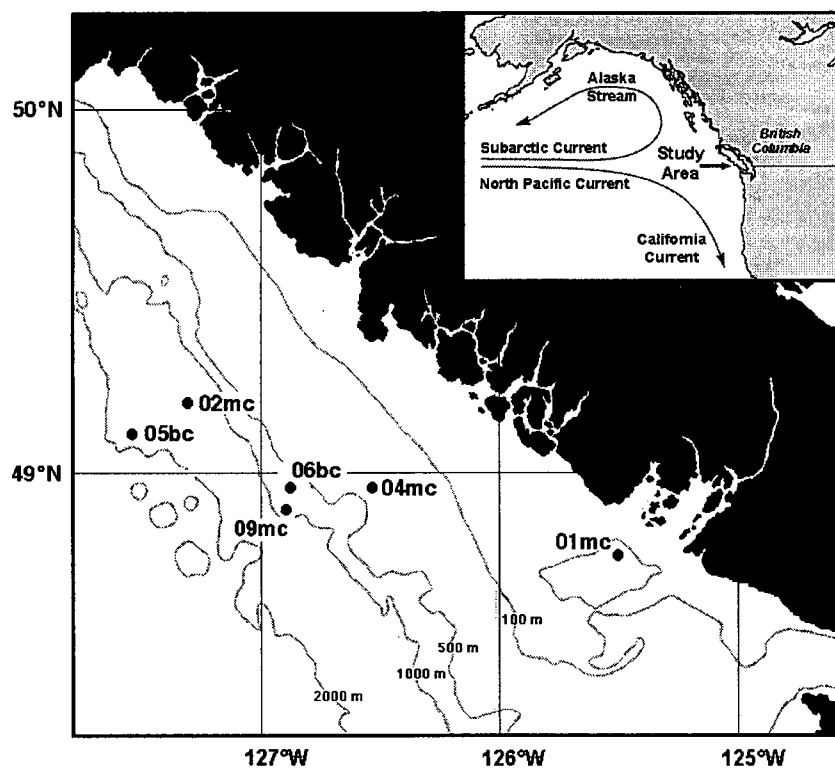 50°N
Alaska
Stream
British
Columbia
Subarctic Current
Study
Area
North Pacific Current
California
Current
02mc
05bc
49°N
06bc
04mc
09mc
01mc
100 m
500 m
1000 m
2000 m
127°W
126°W
125°W